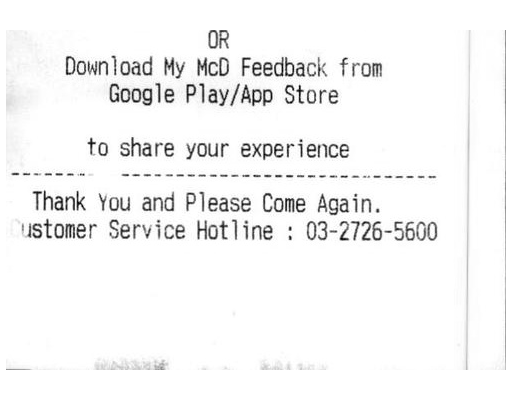 OR
Download My McD Feedback from
Google Play/App Store
to share your experience
-------- -----------------------------
Thank You and Please Come Again.
Customer Service Hotline : 03-2726-5600